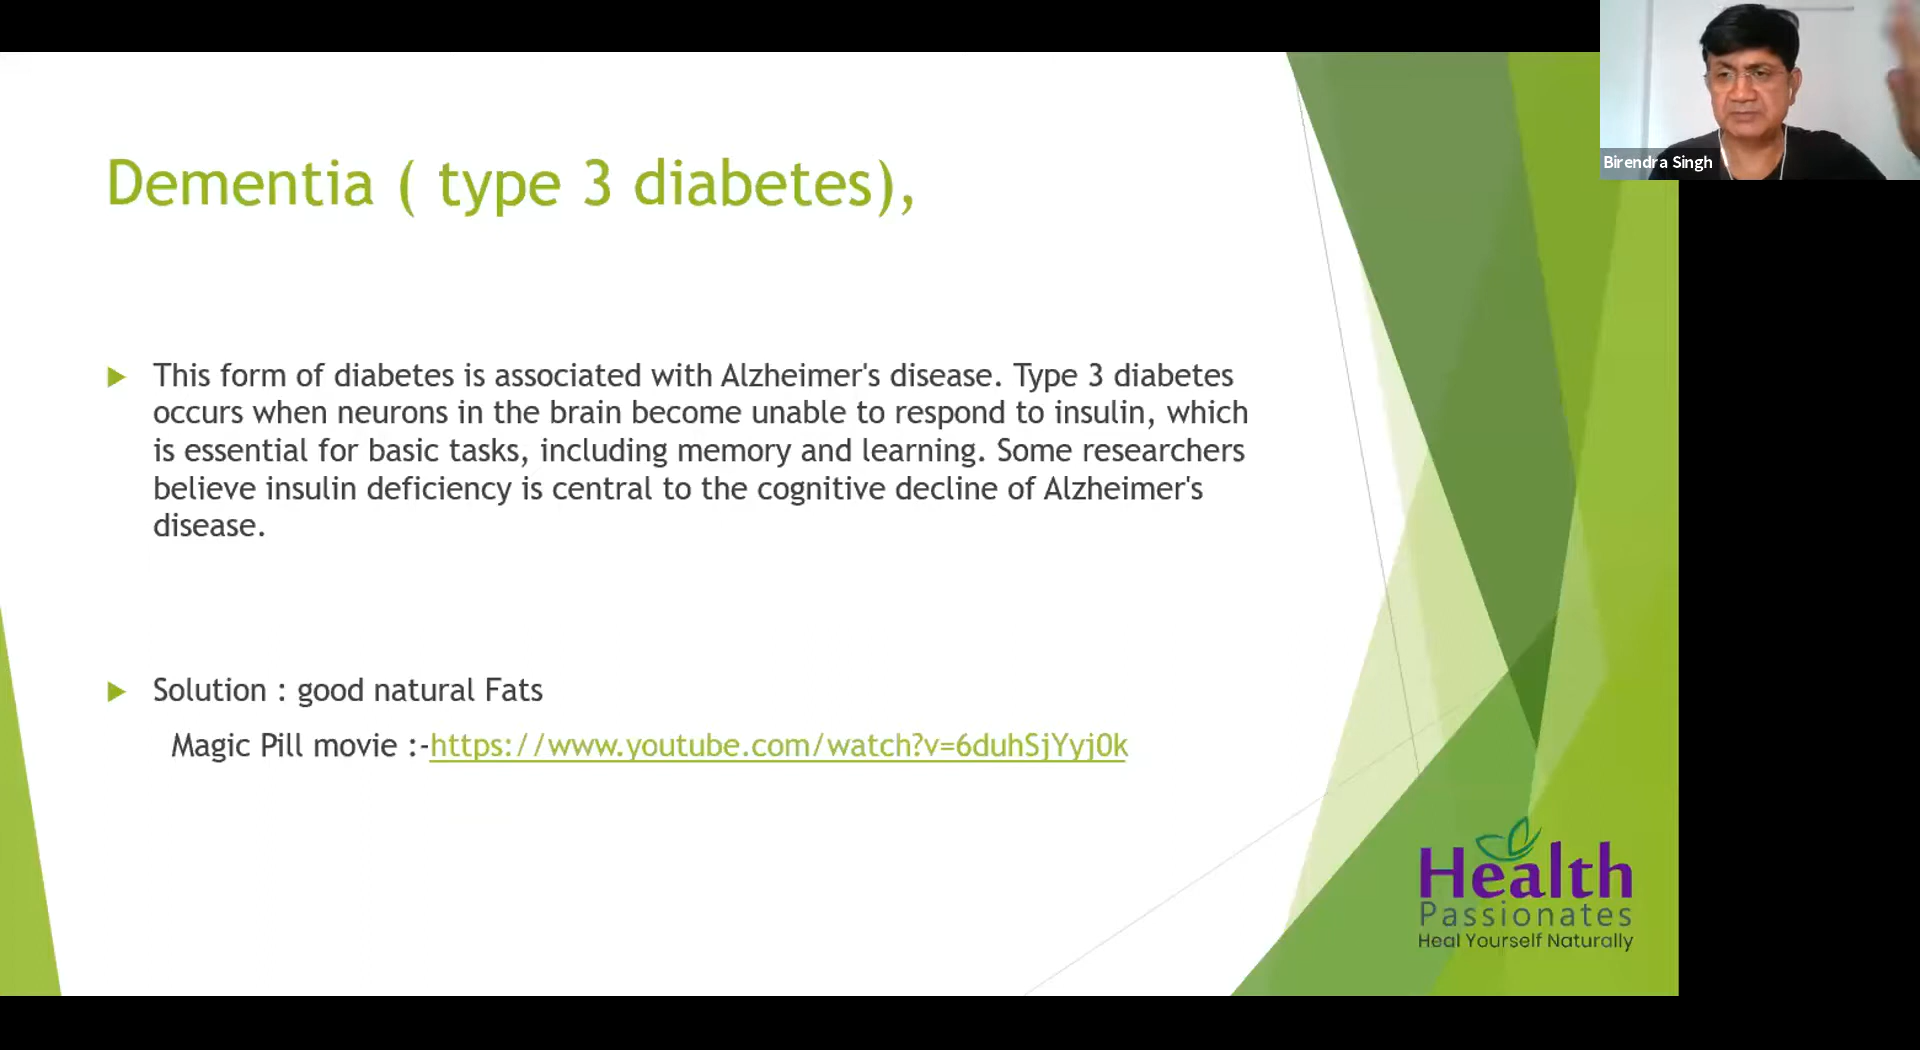 Birendra Singh
Dementia ( type 3 diabetes),
This form of diabetes is associated with Alzheimer's disease. Type 3 diabetes
occurs when neurons in the brain become unable to respond to insulin, which
is essential for basic tasks, including memory and learning. Some researchers
believe insulin deficiency is central to the cognitive decline of Alzheimer's
disease.
Solution : good natural Fats
Magic Pill movie :-https://www.youtube.com/watch?v=6duhSjYyj0k
Health
Passionates
Heal Yourself Naturally